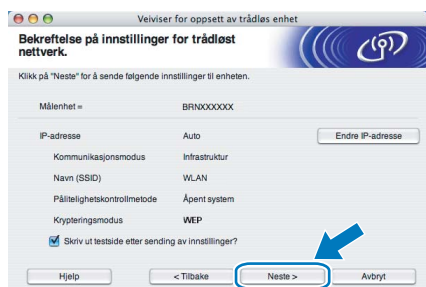 Veiviser for oppsett av trådløs enhet
Bekreftelse på innstillinger for trådløst
nettverk.
Klikk på "Neste" for å sende følgende innstillinger til enheten.
Målenhet = BRNXXXXXX
IP-adresse Auto Endre IP-adresse
Kommunikasjonsmodus Infrastruktur
Navn (SSID) WLAN
Pålitelighetskontrollmetode Åpent system
Krypteringsmodus WEP
Skriv ut testside etter sending av innstillinger?
Hjelp < Tilbake Neste > Avbryt